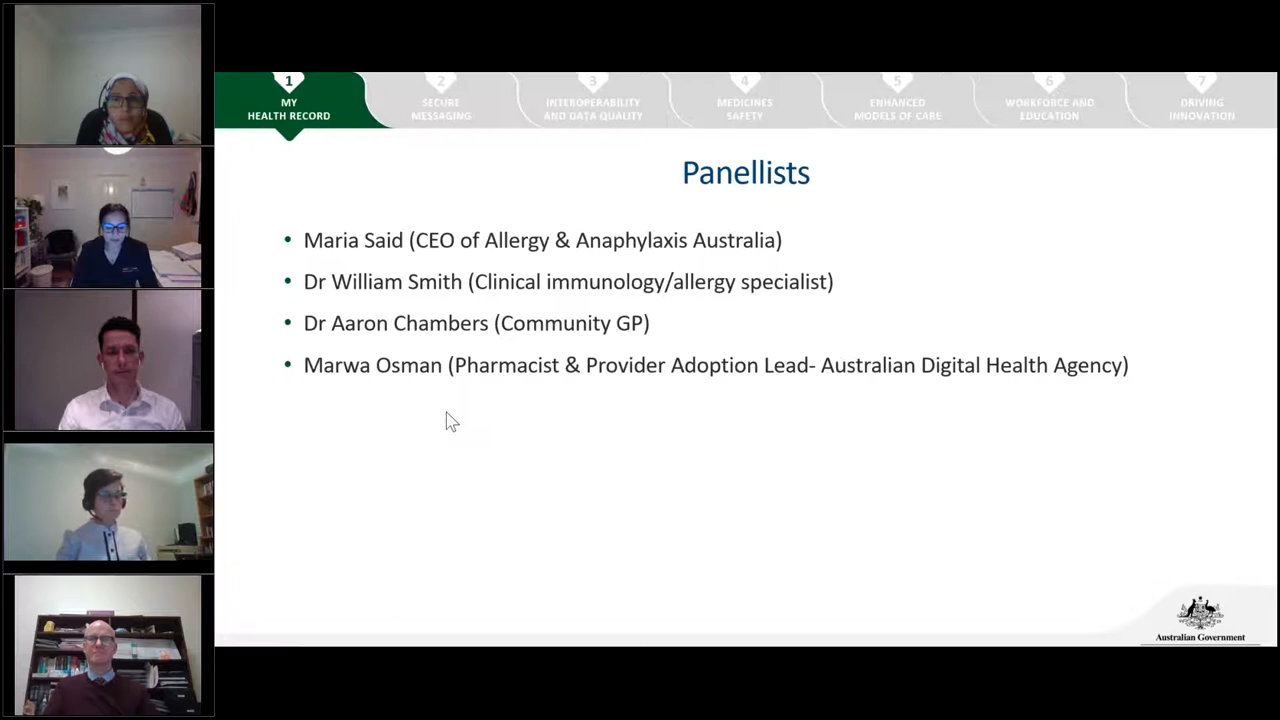 1
MY
HEALTH RECORD
2
SECURE
MESSAGING
3
INTEROPERABILITY
AND DATA QUALITY
4
MEDICINES
SAFETY
5
ENHANCED
MODELS OF CARE
6
WORKFORCE AND
EDUCATION
7
DRIVING
INNOVATION
Panellists
• Maria Said (CEO of Allergy & Anaphylaxis Australia)
• Dr William Smith (Clinical immunology/allergy specialist)
• Dr Aaron Chambers (Community GP)
• Marwa Osman (Pharmacist & Provider Adoption Lead- Australian Digital Health Agency)
Australian Government